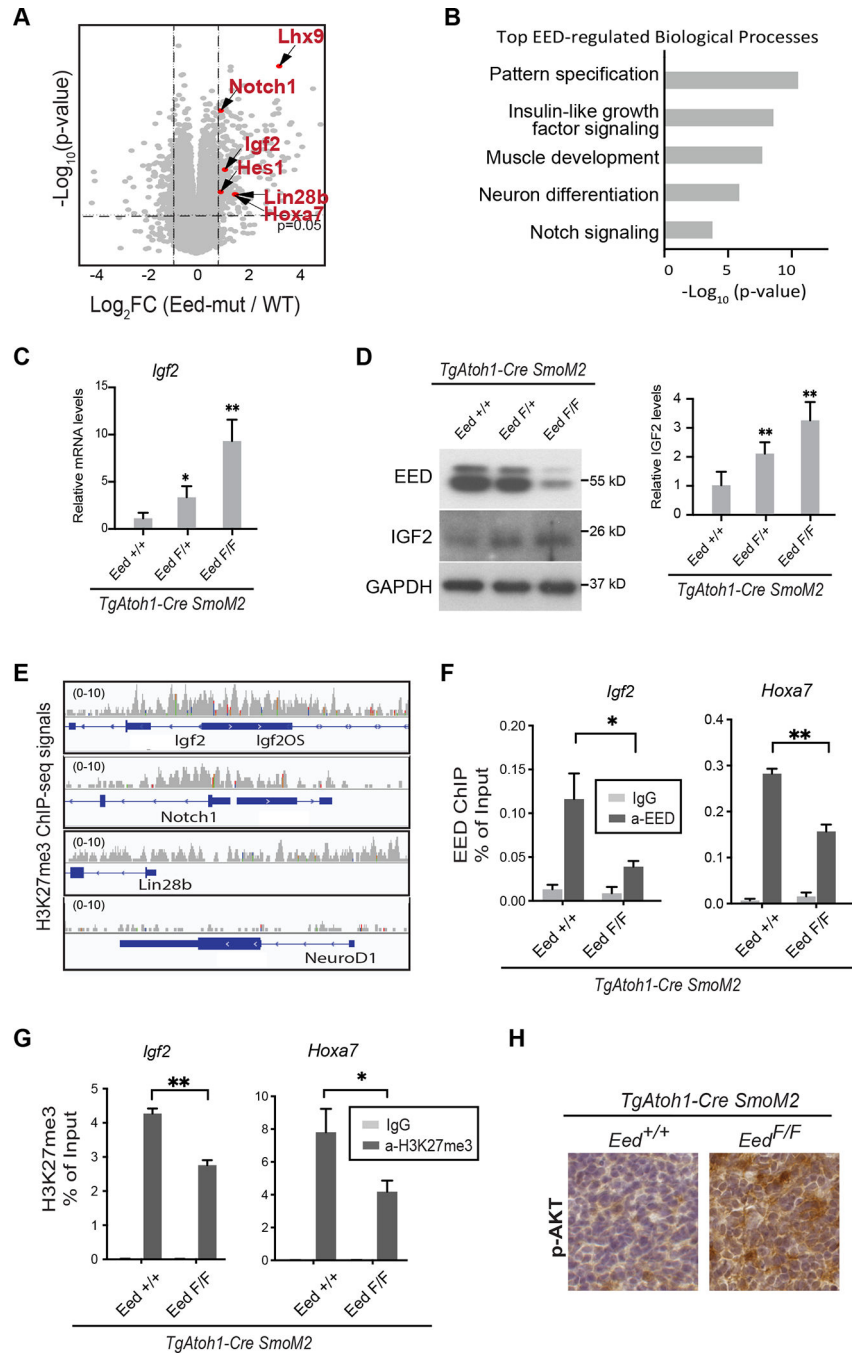 A
Lhx9
Notch1
Igf2
Hes1
Lin28b
Hoxa7
p=0.05
-Log10(p-value)
-4 -2 0 2 4
Log2FC (Eed-mut / WT)
B
Top EED-regulated Biological Processes
Pattern specification
Insulin-like growth
factor signaling
Muscle development
Neuron differentiation
Notch signaling
0 5 10
-Log10 (p-value)
C
Igf2
Relative mRNA levels
15
10
5
0
Eed +/+ Eed F/+ Eed F/F
* **
TgAtoh1-Cre SmoM2
D
TgAtoh1-Cre SmoM2
Eed +/+ Eed F/+ Eed F/F
EED
55 kD
IGF2
26 kD
GAPDH
37 kD
Relative IGF2 levels
4
3
2
1
0
** **
Eed +/+ Eed F/+ Eed F/F
TgAtoh1-Cre SmoM2
E
H3K27me3 ChIP-seq signals
(0-10)
Igf2 Igf2OS
(0-10)
Notch1
(0-10)
Lin28b
(0-10)
NeuroD1
F
Igf2
EED ChIP
% of Input
0.20
0.15
0.10
0.05
0.00
*
IgG
a-EED
Eed +/+ Eed F/F
Hoxa7
0.3
0.2
0.1
0.0
**
Eed +/+ Eed F/F
TgAtoh1-Cre SmoM2
G
Igf2
H3K27me3
% of Input
5
4
3
2
1
0
**
Eed +/+ Eed F/F
Hoxa7
10
8
6
4
2
0
*
IgG
a-H3K27me3
Eed +/+ Eed F/F
TgAtoh1-Cre SmoM2
H
TgAtoh1-Cre SmoM2
Eed+/+ EedF/F
p-AKT